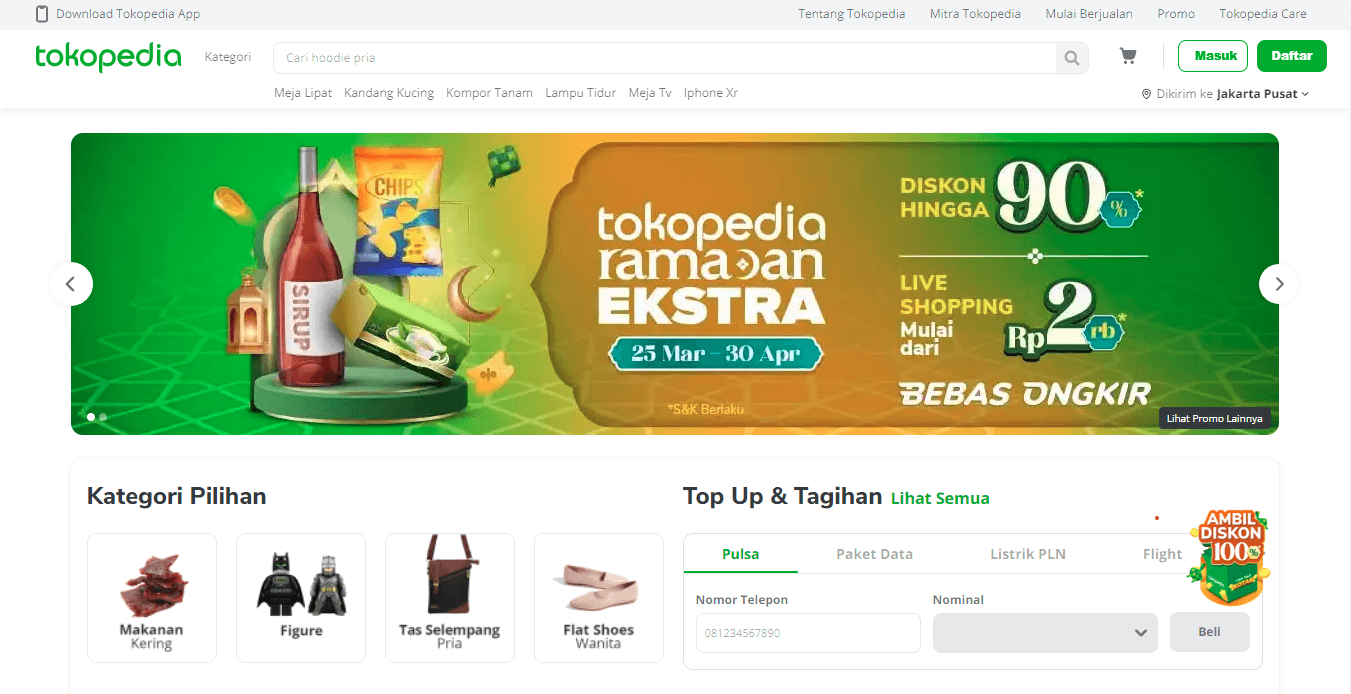 Download Tokopedia App
Tentang Tokopedia
Mitra Tokopedia
Mulai Berjualan
Promo
Tokopedia Care
tokopedia
Kategori
Cari hoodie pria
Masuk
Daftar
Meja Lipat
Kandang Kucing
Kompor Tanam
Lampu Tidur
Meja Tv
Iphone Xr
Dikirim ke Jakarta Pusat
CHIPS
SIRUP
tokopedia
ramadan
EKSTRA
25 Mar – 30 Apr
*S&K Berlaku
DISKON
HINGGA
90%*
LIVE
SHOPPING
Mulai
dari
Rp2rb*
BEBAS ONGKIR
Lihat Promo Lainnya
Kategori Pilihan
Makanan
Kering
Figure
Tas Selempang
Pria
Flat Shoes
Wanita
Top Up & Tagihan Lihat Semua
Pulsa
Paket Data
Listrik PLN
Flight
AMBIL
DISKON
100%
Nomor Telepon
081234567890
Nominal
Beli